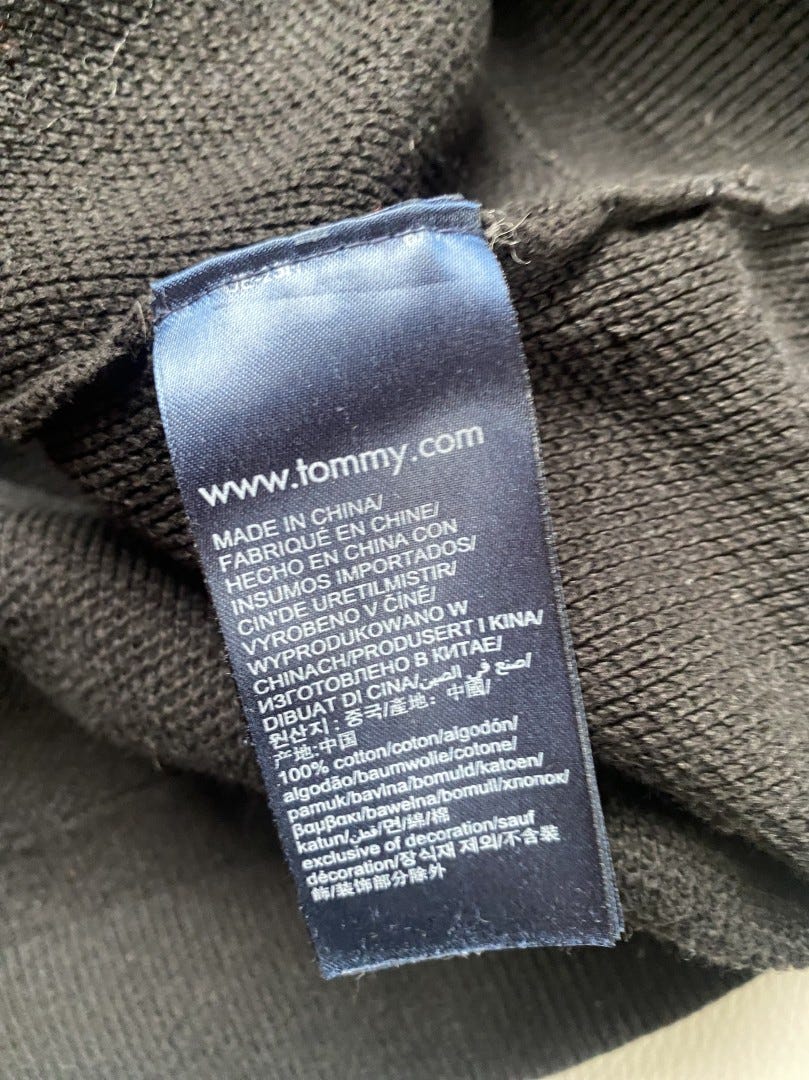 www.tommy.com
MADE IN CHINA/
FABRIQUÉ EN CHINE/
HECHO EN CHINA CON
INSUMOS IMPORTADOS/
CIN'DE URETILMISTIR/
VYROBENO V ČÍNĚ/
WYPRODUKOWANO W
CHINACH/PRODUSERT I KINA/
ИЗГОТОВЛЕНО В КИТАЕ/
DIBUAT DI CINA/صنع في الصين/
원산지 : 중국/產地：中國/
产地:中国
100% cotton/coton/algodón/
algodão/baumwolle/cotone/
pamuk/bavlna/bomuld/katoen/
βαμβακι/bawełna/bomull/хлопок/
katun/قطن/면/綿/棉
exclusive of decoration/sauf
décoration/장식재 제외/不含裝
飾/装饰部分除外